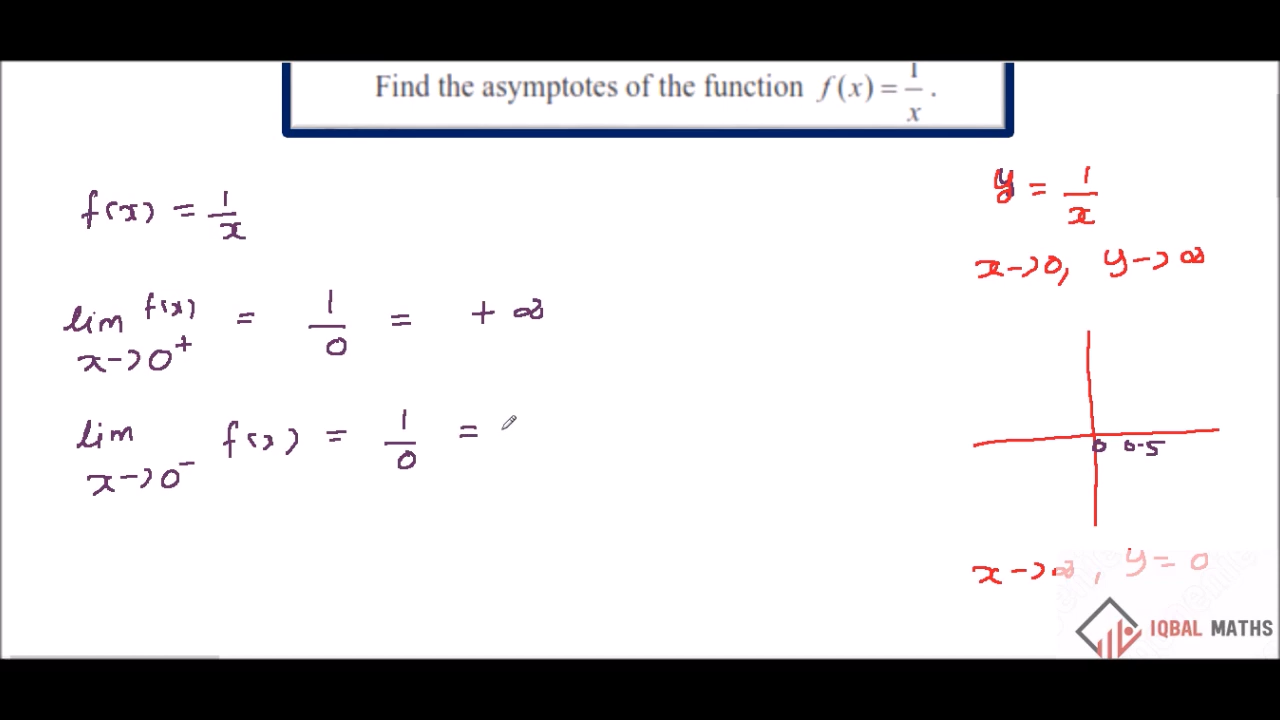 Find the asymptotes of the function f(x) = 1/x .
f(x) = 1/x
lim x->0+ f(x) = 1/0 = + ∞
lim x->0- f(x) = 1/0 =
y = 1/x
x->0, y->∞
0 0.5
x->∞, y = 0
IQBAL MATHS